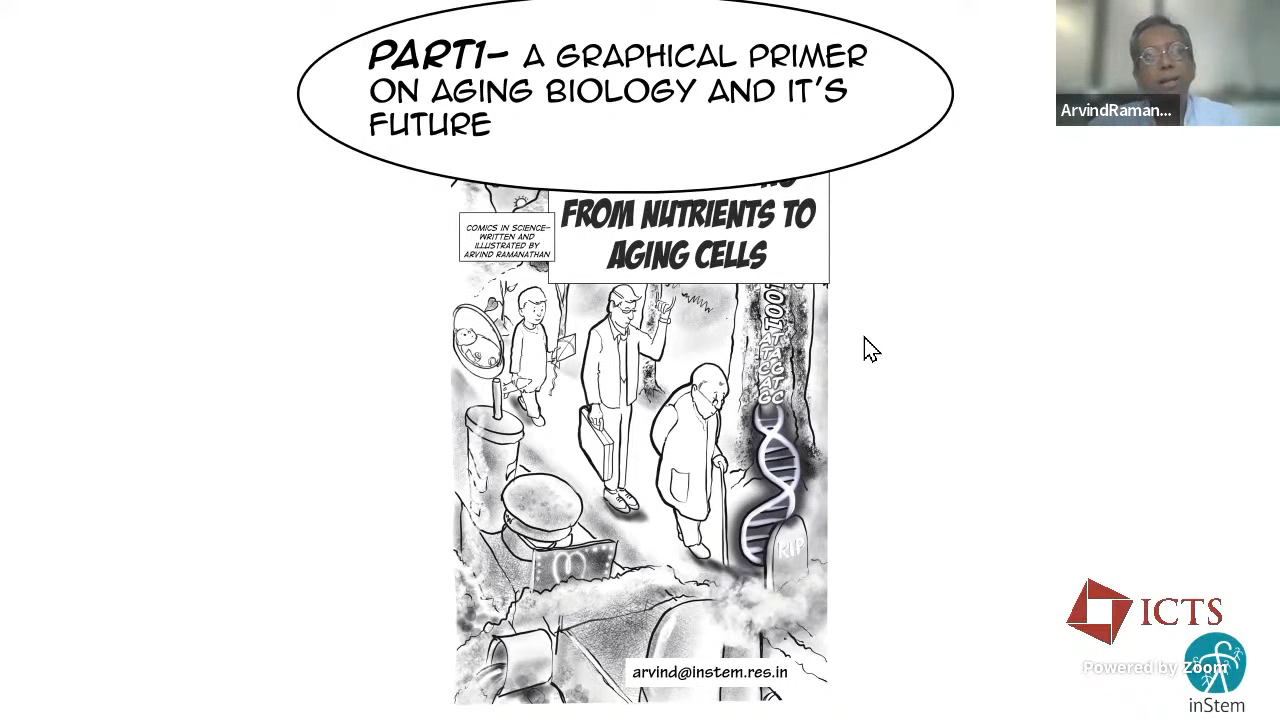 PART1- A GRAPHICAL PRIMER
ON AGING BIOLOGY AND IT'S
FUTURE
ArvindRaman...
FROM NUTRIENTS TO
AGING CELLS
COMICS IN SCIENCE-
WRITTEN AND
ILLUSTRATED BY
ARVIND RAMANATHAN
RIP
arvind@instem.res.in
ICTS
Powered by Zoom
inStem